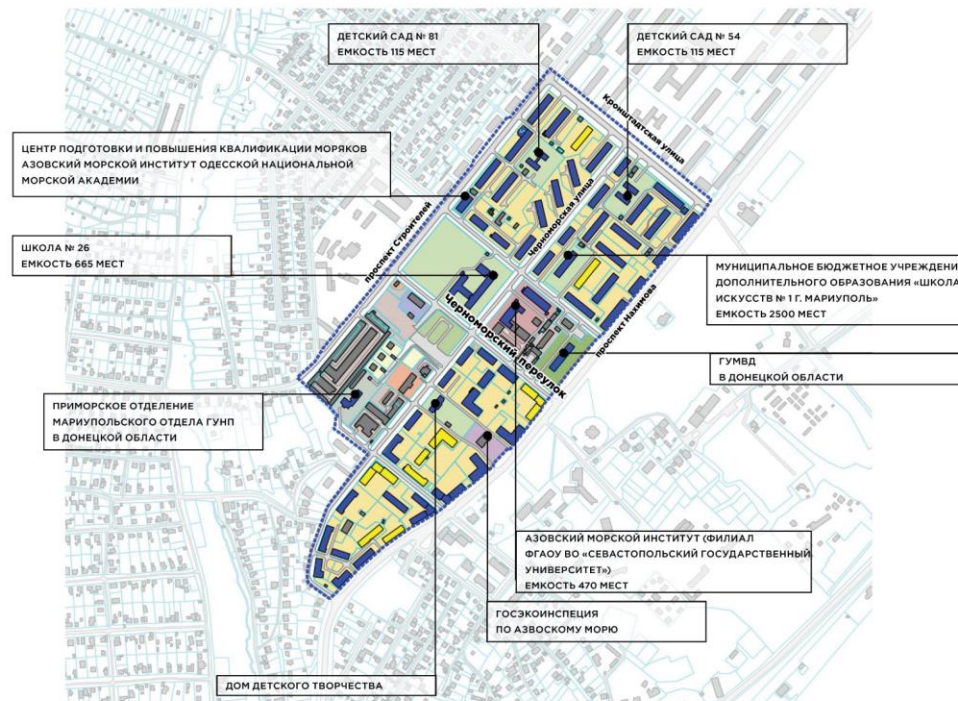 ДЕТСКИЙ САД № 81
ЕМКОСТЬ 115 МЕСТ
ДЕТСКИЙ САД № 54
ЕМКОСТЬ 115 МЕСТ
Кронштадтская улица
ЦЕНТР ПОДГОТОВКИ И ПОВЫШЕНИЯ КВАЛИФИКАЦИИ МОРЯКОВ
АЗОВСКИЙ МОРСКОЙ ИНСТИТУТ ОДЕССКОЙ НАЦИОНАЛЬНОЙ
МОРСКОЙ АКАДЕМИИ
проспект Строителей
Черноморская улица
ШКОЛА № 26
ЕМКОСТЬ 665 МЕСТ
МУНИЦИПАЛЬНОЕ БЮДЖЕТНОЕ УЧРЕЖДЕНИ
ДОПОЛНИТЕЛЬНОГО ОБРАЗОВАНИЯ «ШКОЛА
ИСКУССТВ № 1 Г. МАРИУПОЛЬ»
ЕМКОСТЬ 2500 МЕСТ
Черноморский переулок
проспект Нахимова
ГУМВД
В ДОНЕЦКОЙ ОБЛАСТИ
ПРИМОРСКОЕ ОТДЕЛЕНИЕ
МАРИУПОЛЬСКОГО ОТДЕЛА ГУНП
В ДОНЕЦКОЙ ОБЛАСТИ
АЗОВСКИЙ МОРСКОЙ ИНСТИТУТ (ФИЛИАЛ
ФГАОУ ВО «СЕВАСТОПОЛЬСКИЙ ГОСУДАРСТВЕННЫЙ
УНИВЕРСИТЕТ»)
ЕМКОСТЬ 470 МЕСТ
ГОСЭКОИНСПЕЦИЯ
ПО АЗВОСКОМУ МОРЮ
ДОМ ДЕТСКОГО ТВОРЧЕСТВА